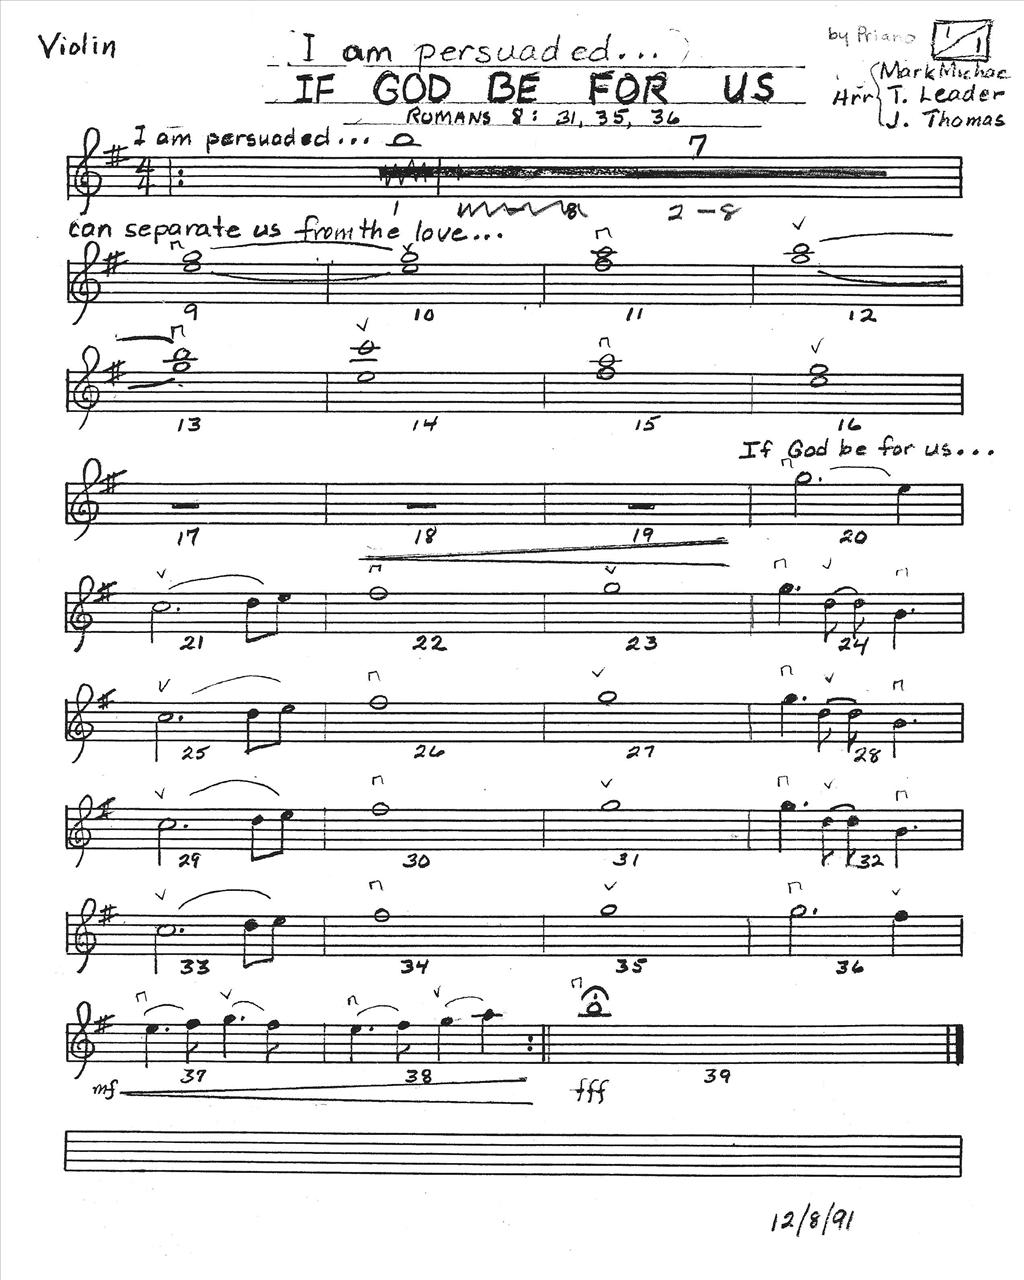 Violin
(I am persuaded...)
by Priano
1/1
IF GOD BE FOR US
Mark Michae
Arr T. Leader
J. Thomas
ROMANS 8: 31, 35, 36
I am persuaded...
7
4
4
1
8
2-8
can separate us from the love...
9 10 11 12
13 14 15 16
If God be for us...
17 18 19 20
21 22 23 24
25 26 27 28
29 30 31 32
33 34 35 36
37 38 39
mf fff
12/8/91